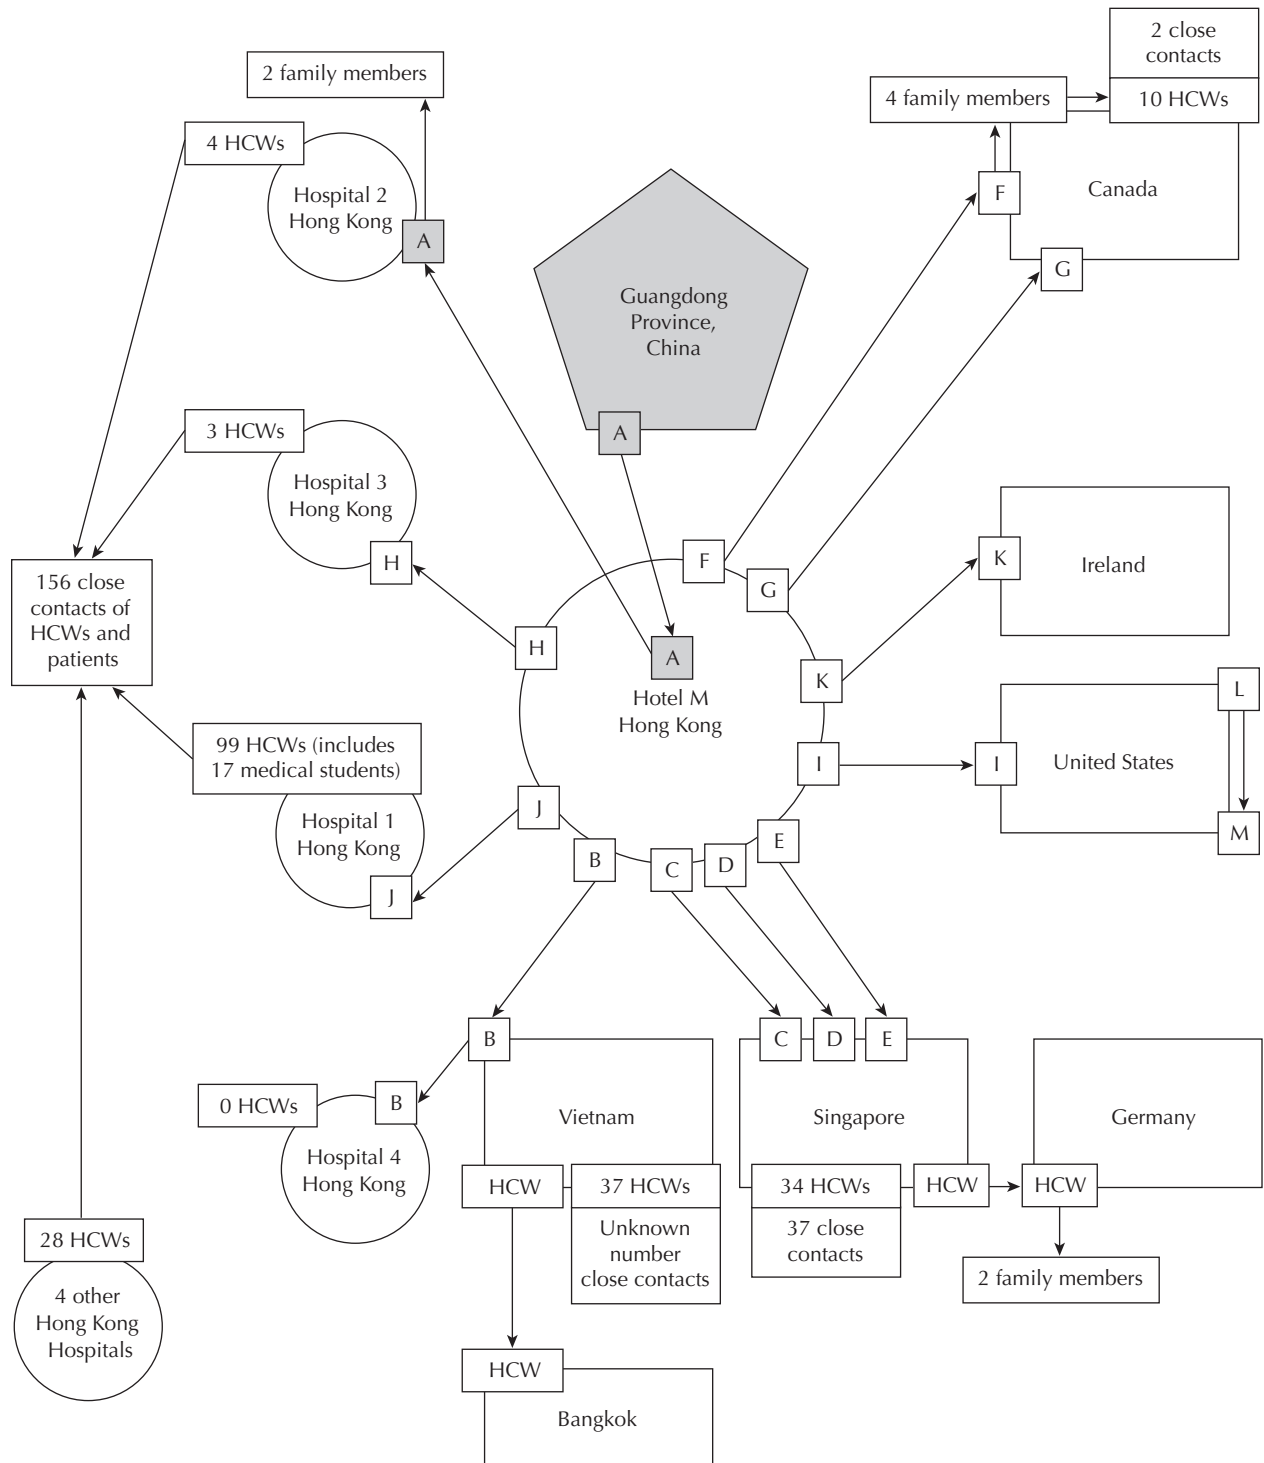 2 close
contacts
10 HCWs
4 family members
F
Canada
G
2 family members
4 HCWs
Hospital 2
Hong Kong
A
Guangdong
Province,
China
A
3 HCWs
Hospital 3
Hong Kong
H
156 close
contacts of
HCWs and
patients
F
G
H
A
Hotel M
Hong Kong
K
I
J
B
C
D
E
K
Ireland
L
I
United States
M
99 HCWs (includes
17 medical students)
Hospital 1
Hong Kong
J
B
Vietnam
HCW
37 HCWs
Unknown
number
close contacts
0 HCWs
B
Hospital 4
Hong Kong
C
D
E
Singapore
34 HCWs
37 close
contacts
HCW
Germany
HCW
2 family members
28 HCWs
4 other
Hong Kong
Hospitals
HCW
Bangkok